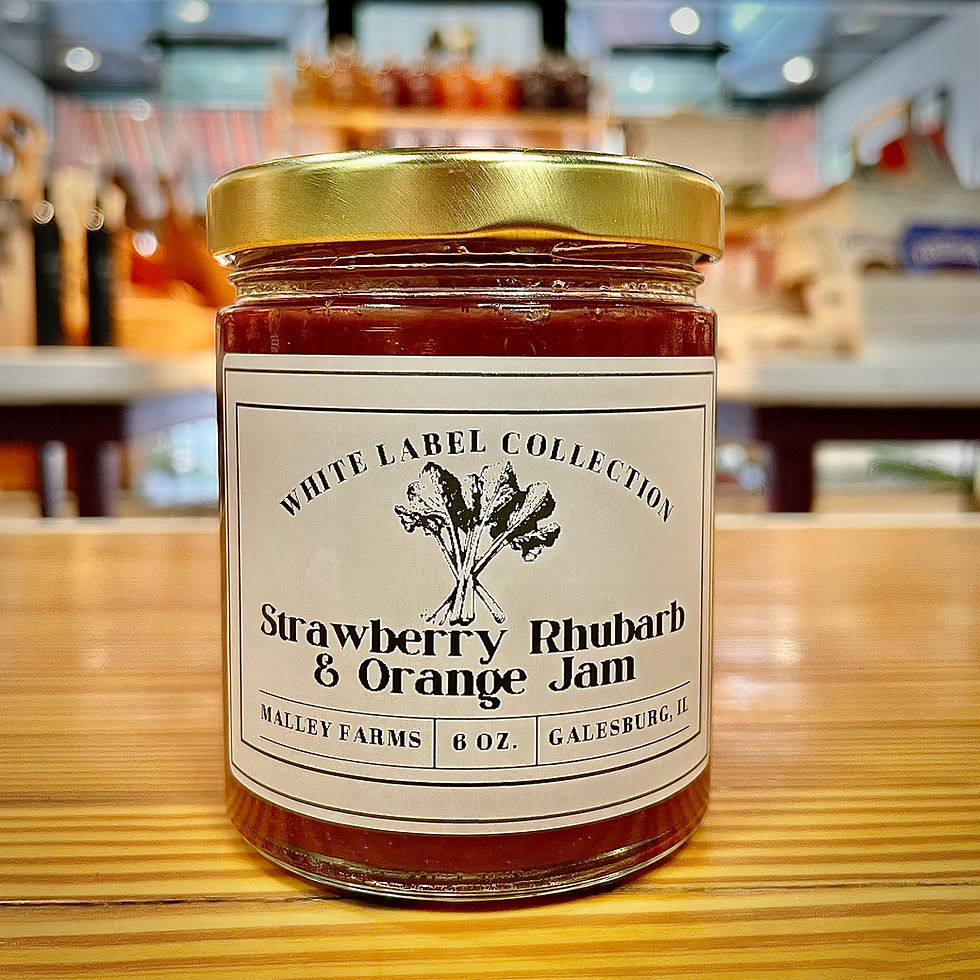 WHITE LABEL COLLECTION
Strawberry Rhubarb
& Orange Jam
MALLEY FARMS 6 OZ. GALESBURG, IL